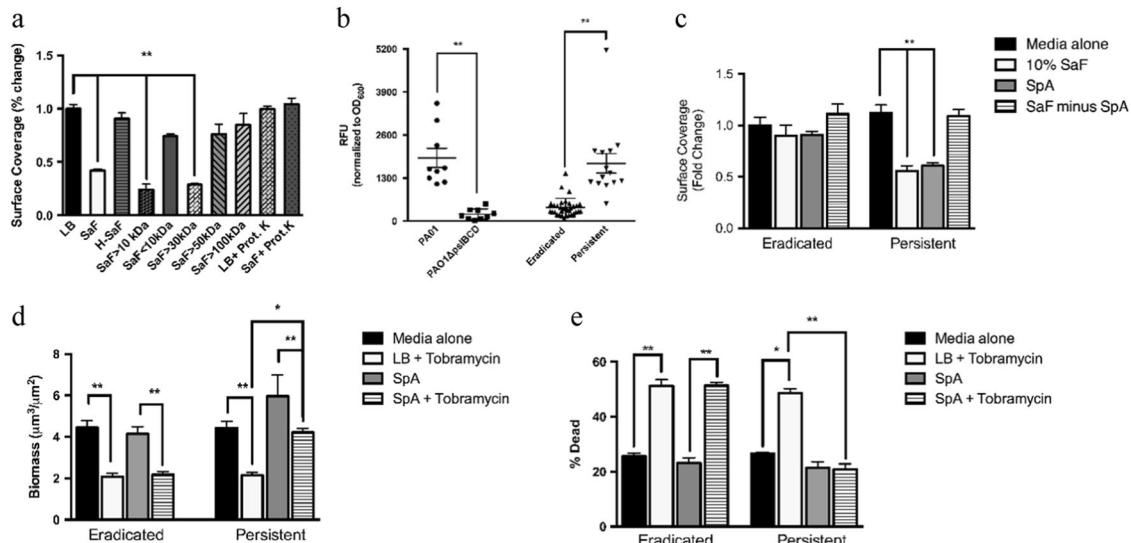 a
Surface Coverage (% change)
1.5
1.0
0.5
0.0
**
LB
SaF
H-SaF
SaF>10 kDa
SaF<10kDa
SaF>30kDa
SaF>50kDa
SaF>100kDa
LB+ Prot. K
SaF+ Prot.K
b
RFU
(normalized to OD600)
5200
3900
2600
1300
0
**
**
PA01
PAO1ΔpslBCD
Eradicated
Persistent
c
Surface Coverage
(Fold Change)
1.5
1.0
0.5
0.0
**
Eradicated
Persistent
Media alone
10% SaF
SpA
SaF minus SpA
d
Biomass (μm3/μm2)
8
6
4
2
0
**
**
**
*
**
Eradicated
Persistent
Media alone
LB + Tobramycin
SpA
SpA + Tobramycin
e
% Dead
60
40
20
0
**
**
*
**
Eradicated
Persistent
Media alone
LB + Tobramycin
SpA
SpA + Tobramycin